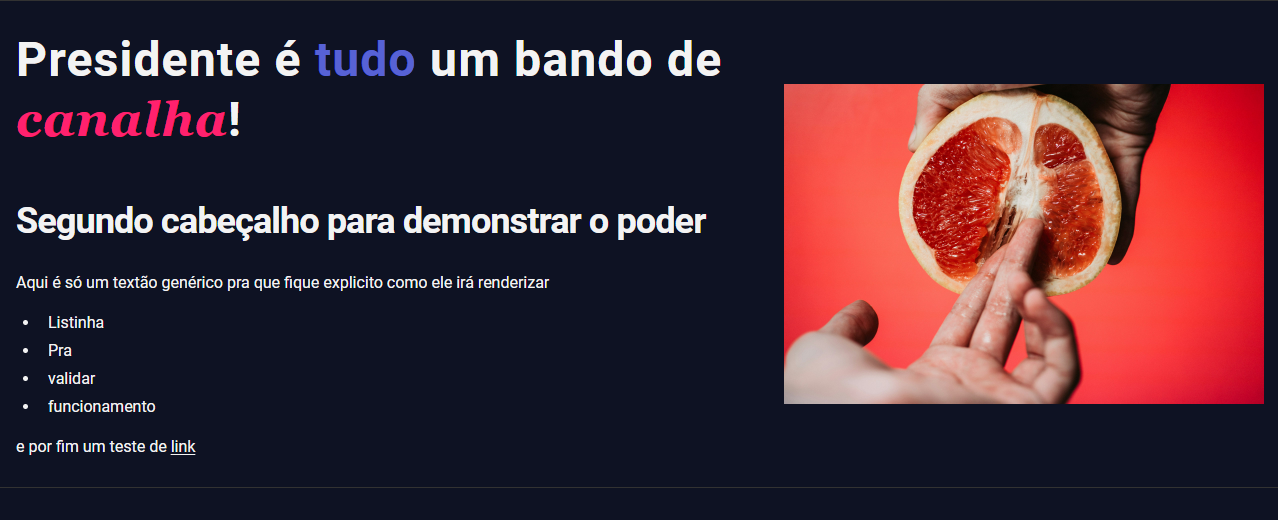 Presidente é tudo um bando de
canalha!
Segundo cabeçalho para demonstrar o poder
Aqui é só um textão genérico pra que fique explicito como ele irá renderizar
Listinha
Pra
validar
funcionamento
e por fim um teste de link